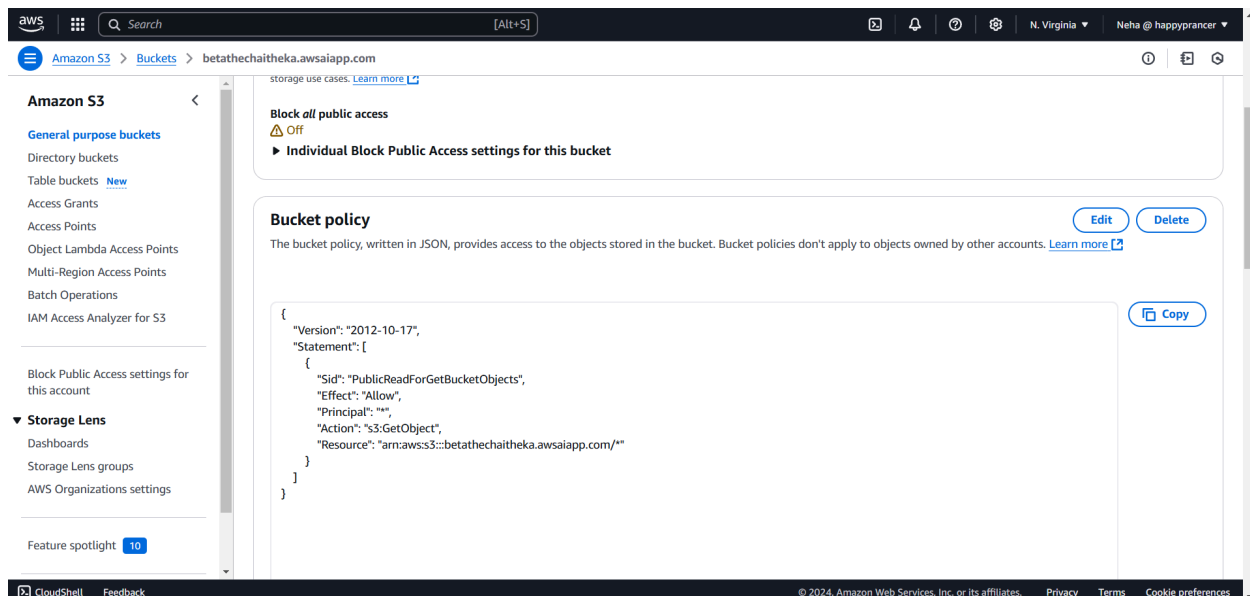 aws
Search [Alt+S]
N. Virginia ▼
Neha @ happyprancer ▼
Amazon S3 > Buckets > betathechaitheka.awsaiapp.com
Amazon S3
General purpose buckets
Directory buckets
Table buckets New
Access Grants
Access Points
Object Lambda Access Points
Multi-Region Access Points
Batch Operations
IAM Access Analyzer for S3
Block Public Access settings for
this account
▼ Storage Lens
Dashboards
Storage Lens groups
AWS Organizations settings
Feature spotlight 10
storage use cases. Learn more
Block all public access
Off
▶ Individual Block Public Access settings for this bucket
Bucket policy
Edit
Delete
The bucket policy, written in JSON, provides access to the objects stored in the bucket. Bucket policies don't apply to objects owned by other accounts. Learn more
Copy
{
"Version": "2012-10-17",
"Statement": [
{
"Sid": "PublicReadForGetBucketObjects",
"Effect": "Allow",
"Principal": "*",
"Action": "s3:GetObject",
"Resource": "arn:aws:s3:::betathechaitheka.awsaiapp.com/*"
}
]
}
CloudShell Feedback
© 2024, Amazon Web Services, Inc. or its affiliates. Privacy Terms Cookie preferences